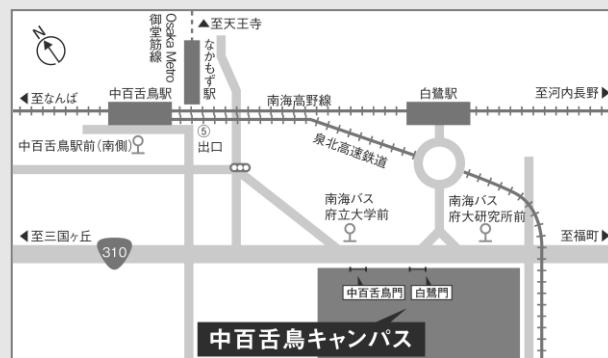 N
Osaka Metro
御堂筋線
▲至天王寺
なかもず駅
◀至なんば
中百舌鳥駅
南海高野線
白鷺駅
至河内長野▶
⑤
出口
中百舌鳥駅前(南側)
泉北高速鉄道
南海バス
府立大学前
南海バス
府大研究所前
◀至三国ヶ丘
310
至福町▶
中百舌鳥門
白鷺門
中百舌鳥キャンパス